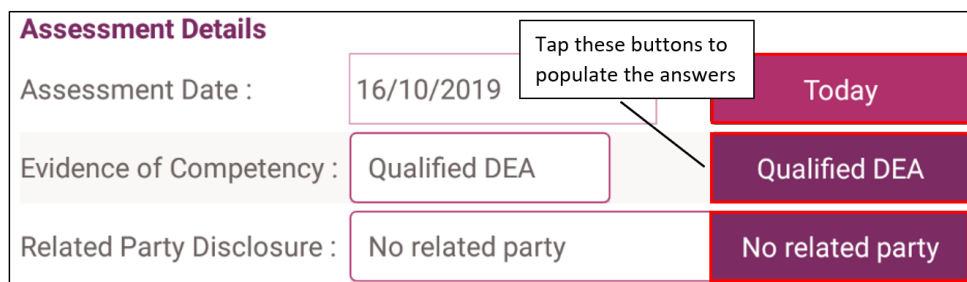 Assessment Details
Tap these buttons to
populate the answers
Assessment Date : 16/10/2019 Today
Evidence of Competency : Qualified DEA Qualified DEA
Related Party Disclosure : No related party No related party